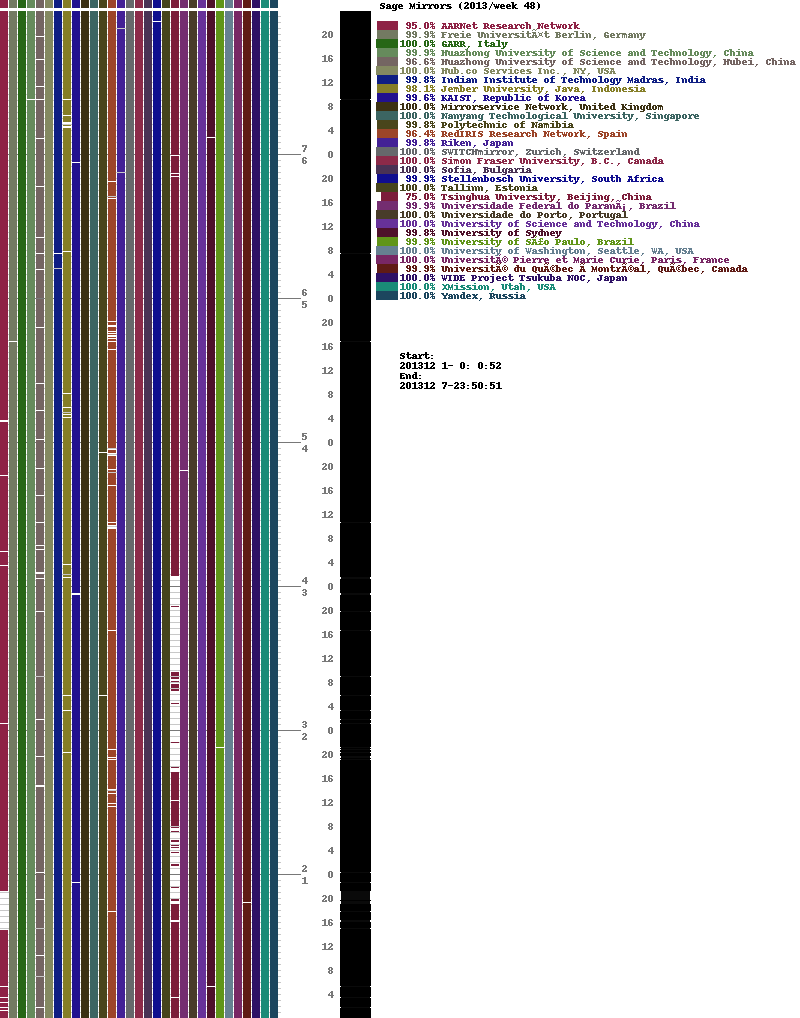 Sage Mirrors (2013/week 48)
95.0% AARNet Research Network
99.9% Freie UniversitÃ¤t Berlin, Germany
100.0% GARR, Italy
99.9% Huazhong University of Science and Technology, China
96.6% Huazhong University of Science and Technology, Hubei, China
100.0% Hub.co Services Inc., NY, USA
99.8% Indian Institute of Technology Madras, India
98.1% Jember University, Java, Indonesia
99.6% KAIST, Republic of Korea
100.0% Mirrorservice Network, United Kingdom
100.0% Nanyang Technological University, Singapore
99.8% Polytechnic of Namibia
96.4% RedIRIS Research Network, Spain
99.8% Riken, Japan
100.0% SWITCHmirror, Zurich, Switzerland
100.0% Simon Fraser University, B.C., Canada
100.0% Sofia, Bulgaria
99.9% Stellenbosch University, South Africa
100.0% Tallinn, Estonia
75.0% Tsinghua University, Beijing, China
99.9% Universidade Federal do ParanÃ¡, Brazil
100.0% Universidade do Porto, Portugal
100.0% University of Science and Technology, China
99.8% University of Sydney
99.9% University of SÃ£o Paulo, Brazil
100.0% University of Washington, Seattle, WA, USA
100.0% UniversitÃ© Pierre et Marie Curie, Paris, France
99.9% UniversitÃ© du QuÃ©bec A MontrÃ©al, QuÃ©bec, Canada
100.0% WIDE Project Tsukuba NOC, Japan
100.0% XMission, Utah, USA
100.0% Yandex, Russia
Start:
201312 1- 0: 0:52
End:
201312 7-23:50:51
20
16
12
8
4
7
0
6
20
16
12
8
4
6
0
5
20
16
12
8
4
5
0
4
20
16
12
8
4
4
0
3
20
16
12
8
4
3
0
2
20
16
12
8
4
2
0
1
20
16
12
8
4